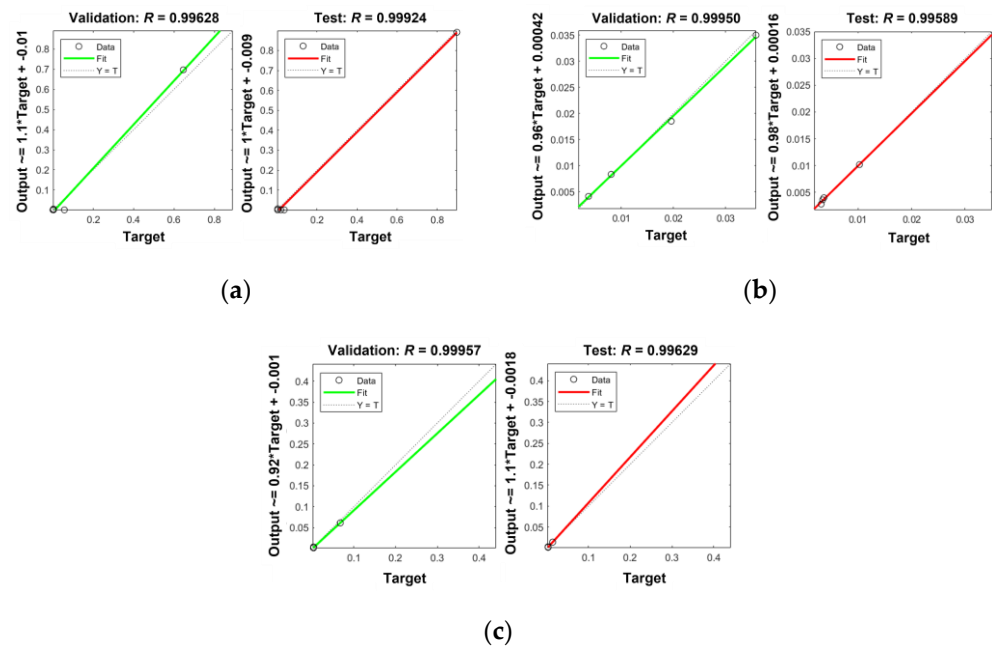 Validation: R = 0.99628
Output ~= 1.1*Target + -0.01
0.8
0.7
0.6
0.5
0.4
0.3
0.2
0.1
Data
Fit
Y = T
0.2 0.4 0.6 0.8
Target
Test: R = 0.99924
Output ~= 1*Target + -0.009
0.8
0.7
0.6
0.5
0.4
0.3
0.2
0.1
Data
Fit
Y = T
0.2 0.4 0.6 0.8
Target
(a)
Validation: R = 0.99950
Output ~= 0.96*Target + 0.00042
0.035
0.03
0.025
0.02
0.015
0.01
0.005
Data
Fit
Y = T
0.01 0.02 0.03
Target
Test: R = 0.99589
Output ~= 0.98*Target + 0.00016
0.035
0.03
0.025
0.02
0.015
0.01
0.005
Data
Fit
Y = T
0.01 0.02 0.03
Target
(b)
Validation: R = 0.99957
Output ~= 0.92*Target + -0.001
0.4
0.35
0.3
0.25
0.2
0.15
0.1
0.05
Data
Fit
Y = T
0.1 0.2 0.3 0.4
Target
Test: R = 0.99629
Output ~= 1.1*Target + -0.0018
0.4
0.35
0.3
0.25
0.2
0.15
0.1
0.05
Data
Fit
Y = T
0.1 0.2 0.3 0.4
Target
(c)